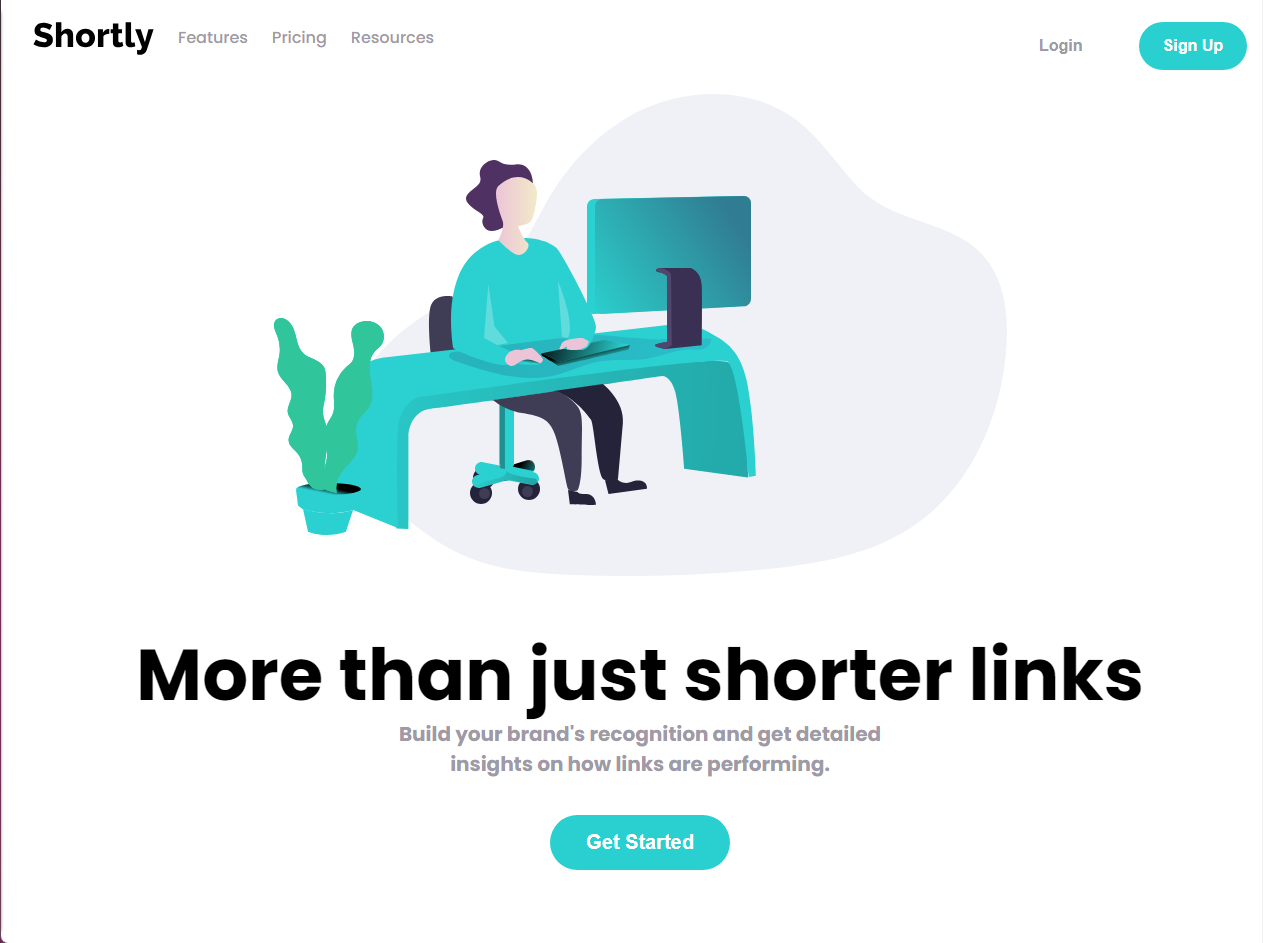 Shortly Features Pricing Resources Login Sign Up
More than just shorter links
Build your brand's recognition and get detailed
insights on how links are performing.
Get Started